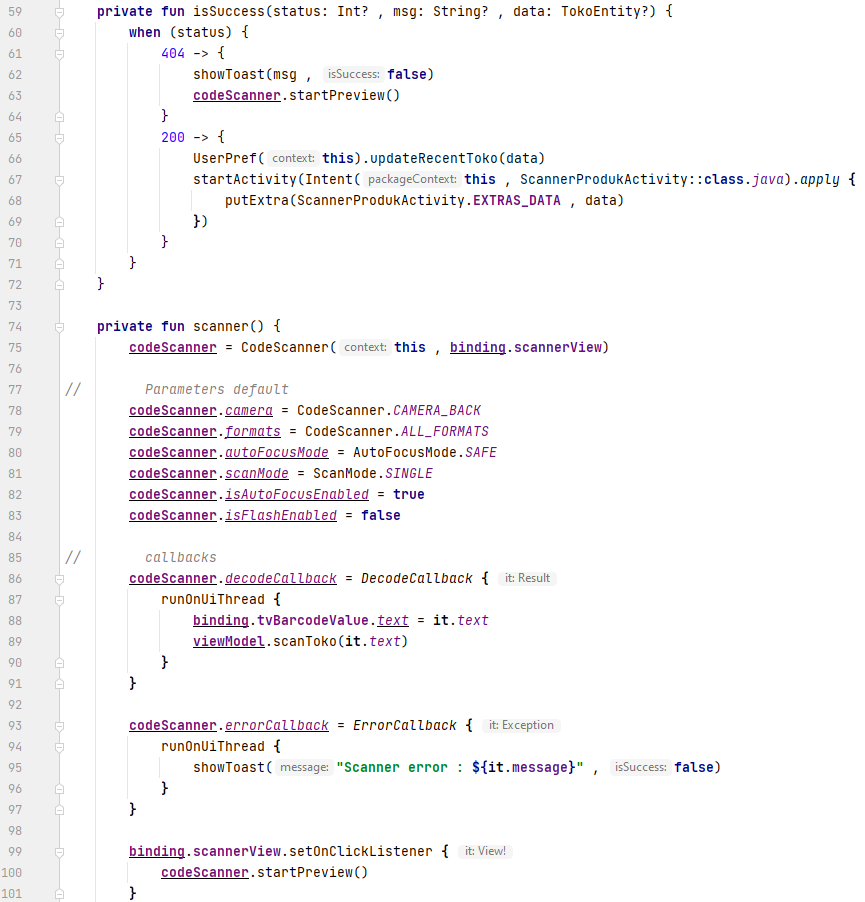 59 private fun isSuccess(status: Int? , msg: String? , data: TokoEntity?) {
60 when (status) {
61 404 -> {
62 showToast(msg , isSuccess: false)
63 codeScanner.startPreview()
64 }
65 200 -> {
66 UserPref( context: this).updateRecentToko(data)
67 startActivity(Intent( packageContext: this , ScannerProdukActivity::class.java).apply {
68 putExtra(ScannerProdukActivity.EXTRAS_DATA , data)
69 })
70 }
71 }
72 }
73
74 private fun scanner() {
75 codeScanner = CodeScanner( context: this , binding.scannerView)
76
77 // Parameters default
78 codeScanner.camera = CodeScanner.CAMERA_BACK
79 codeScanner.formats = CodeScanner.ALL_FORMATS
80 codeScanner.autoFocusMode = AutoFocusMode.SAFE
81 codeScanner.scanMode = ScanMode.SINGLE
82 codeScanner.isAutoFocusEnabled = true
83 codeScanner.isFlashEnabled = false
84
85 // callbacks
86 codeScanner.decodeCallback = DecodeCallback { it: Result
87 runOnUiThread {
88 binding.tvBarcodeValue.text = it.text
89 viewModel.scanToko(it.text)
90 }
91 }
92
93 codeScanner.errorCallback = ErrorCallback { it: Exception
94 runOnUiThread {
95 showToast( message: "Scanner error : ${it.message}" , isSuccess: false)
96 }
97 }
98
99 binding.scannerView.setOnClickListener { it: View!
100 codeScanner.startPreview()
101 }